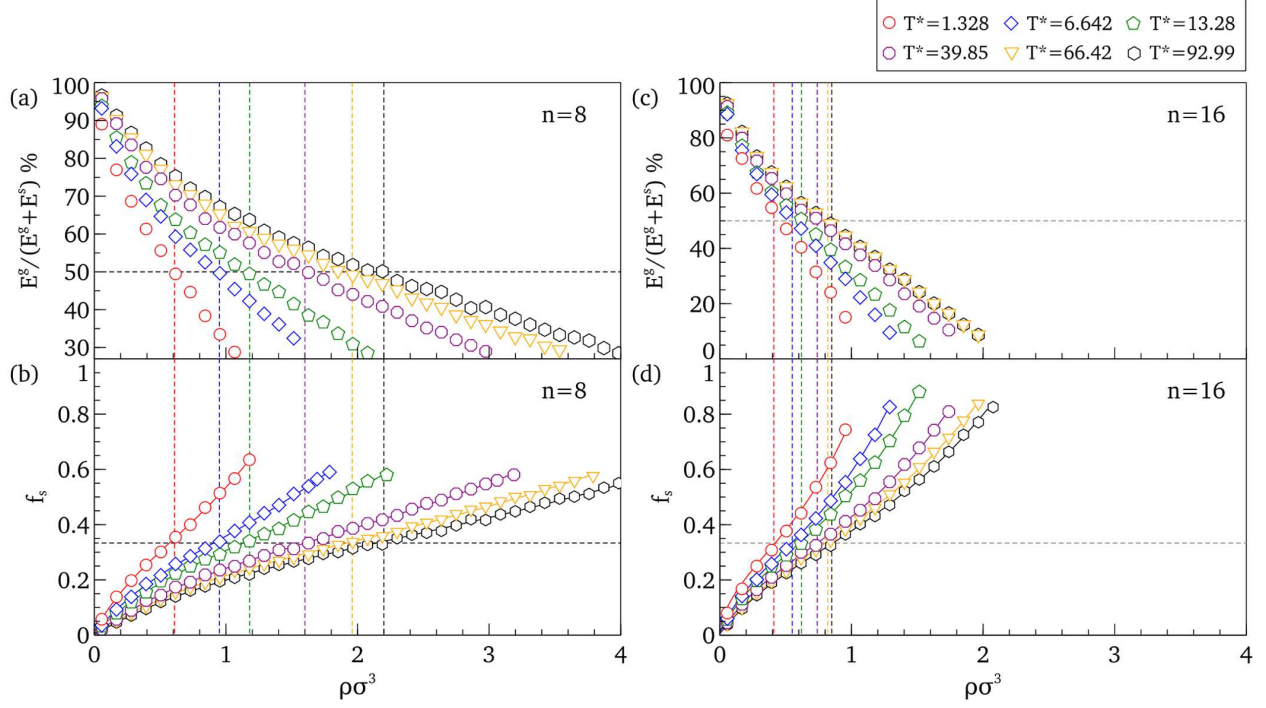 T*=1.328 T*=6.642 T*=13.28
T*=39.85 T*=66.42 T*=92.99
(a)
n=8
E^g/(E^g+E^s) %
100
90
80
70
60
50
40
30
(b)
n=8
f_s
1
0.8
0.6
0.4
0.2
0
0 1 2 3 4
ρσ³
(c)
n=16
E^g/(E^g+E^s) %
100
80
60
40
20
0
(d)
n=16
f_s
1
0.8
0.6
0.4
0.2
0
0 1 2 3 4
ρσ³